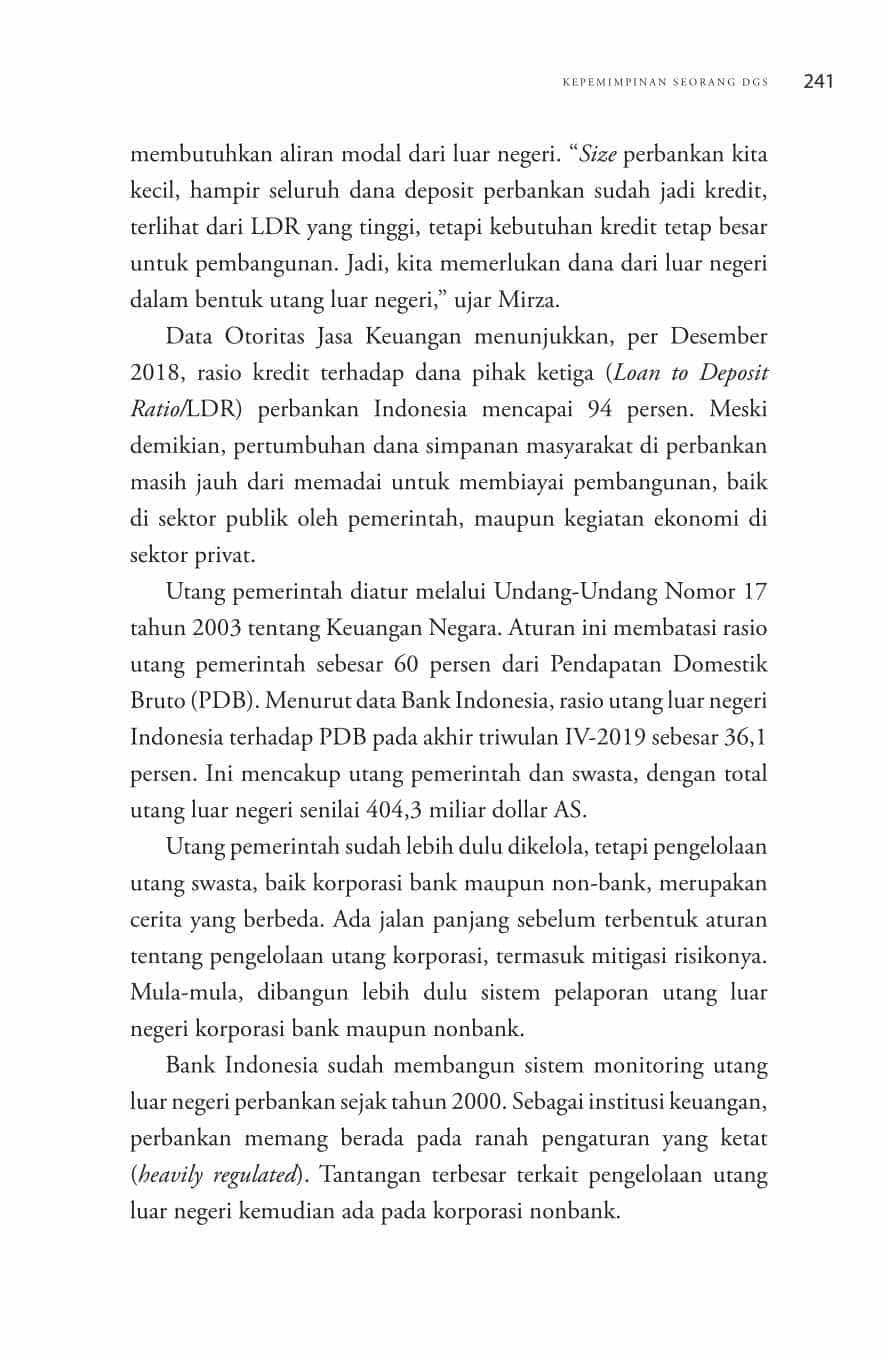 KEPEMIMPINAN SEORANG DGS 241
membutuhkan aliran modal dari luar negeri. “Size perbankan kita
kecil, hampir seluruh dana deposit perbankan sudah jadi kredit,
terlihat dari LDR yang tinggi, tetapi kebutuhan kredit tetap besar
untuk pembangunan. Jadi, kita memerlukan dana dari luar negeri
dalam bentuk utang luar negeri,” ujar Mirza.
Data Otoritas Jasa Keuangan menunjukkan, per Desember
2018, rasio kredit terhadap dana pihak ketiga (Loan to Deposit
Ratio/LDR) perbankan Indonesia mencapai 94 persen. Meski
demikian, pertumbuhan dana simpanan masyarakat di perbankan
masih jauh dari memadai untuk membiayai pembangunan, baik
di sektor publik oleh pemerintah, maupun kegiatan ekonomi di
sektor privat.
Utang pemerintah diatur melalui Undang-Undang Nomor 17
tahun 2003 tentang Keuangan Negara. Aturan ini membatasi rasio
utang pemerintah sebesar 60 persen dari Pendapatan Domestik
Bruto (PDB). Menurut data Bank Indonesia, rasio utang luar negeri
Indonesia terhadap PDB pada akhir triwulan IV-2019 sebesar 36,1
persen. Ini mencakup utang pemerintah dan swasta, dengan total
utang luar negeri senilai 404,3 miliar dollar AS.
Utang pemerintah sudah lebih dulu dikelola, tetapi pengelolaan
utang swasta, baik korporasi bank maupun non-bank, merupakan
cerita yang berbeda. Ada jalan panjang sebelum terbentuk aturan
tentang pengelolaan utang korporasi, termasuk mitigasi risikonya.
Mula-mula, dibangun lebih dulu sistem pelaporan utang luar
negeri korporasi bank maupun nonbank.
Bank Indonesia sudah membangun sistem monitoring utang
luar negeri perbankan sejak tahun 2000. Sebagai institusi keuangan,
perbankan memang berada pada ranah pengaturan yang ketat
(heavily regulated). Tantangan terbesar terkait pengelolaan utang
luar negeri kemudian ada pada korporasi nonbank.